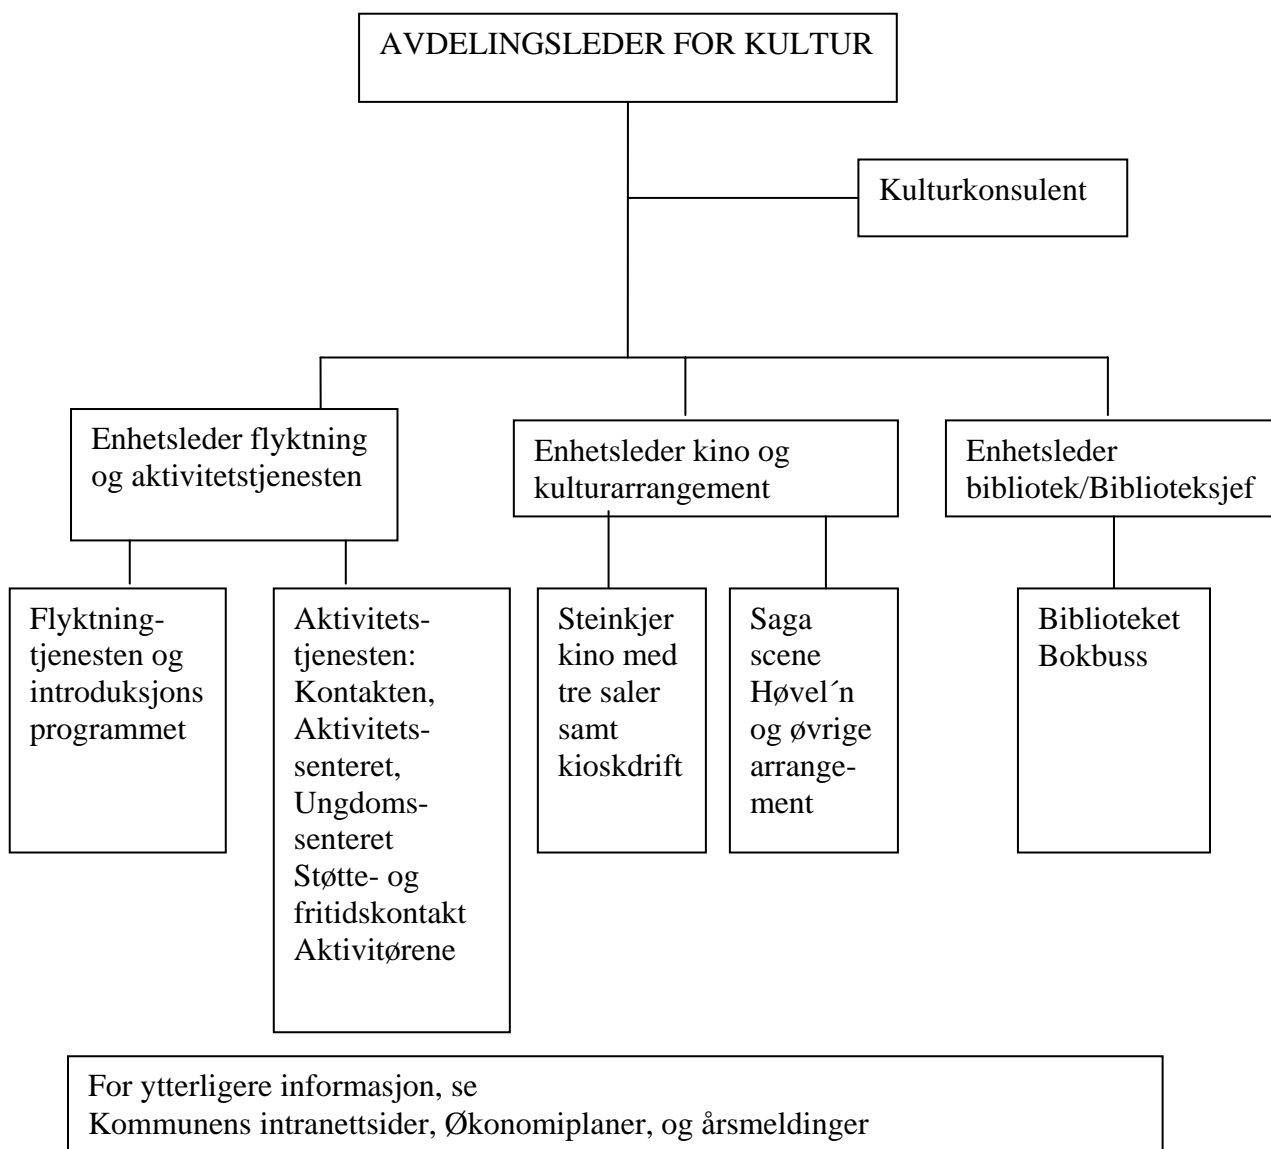 AVDELINGSLEDER FOR KULTUR
Kulturkonsulent
Enhetsleder flyktning
og aktivitetstjenesten
Enhetsleder kino og
kulturarrangement
Enhetsleder
bibliotek/Biblioteksjef
Flyktning-
tjenesten og
introduksjons
programmet
Aktivitets-
tjenesten:
Kontakten,
Aktivitets-
senteret,
Ungdoms-
senteret
Støtte- og
fritidskontakt
Aktivitørene
Steinkjer
kino med
tre saler
samt
kioskdrift
Saga
scene
Høvel´n
og øvrige
arrange-
ment
Biblioteket
Bokbuss
For ytterligere informasjon, se
Kommunens intranettsider, Økonomiplaner, og årsmeldinger